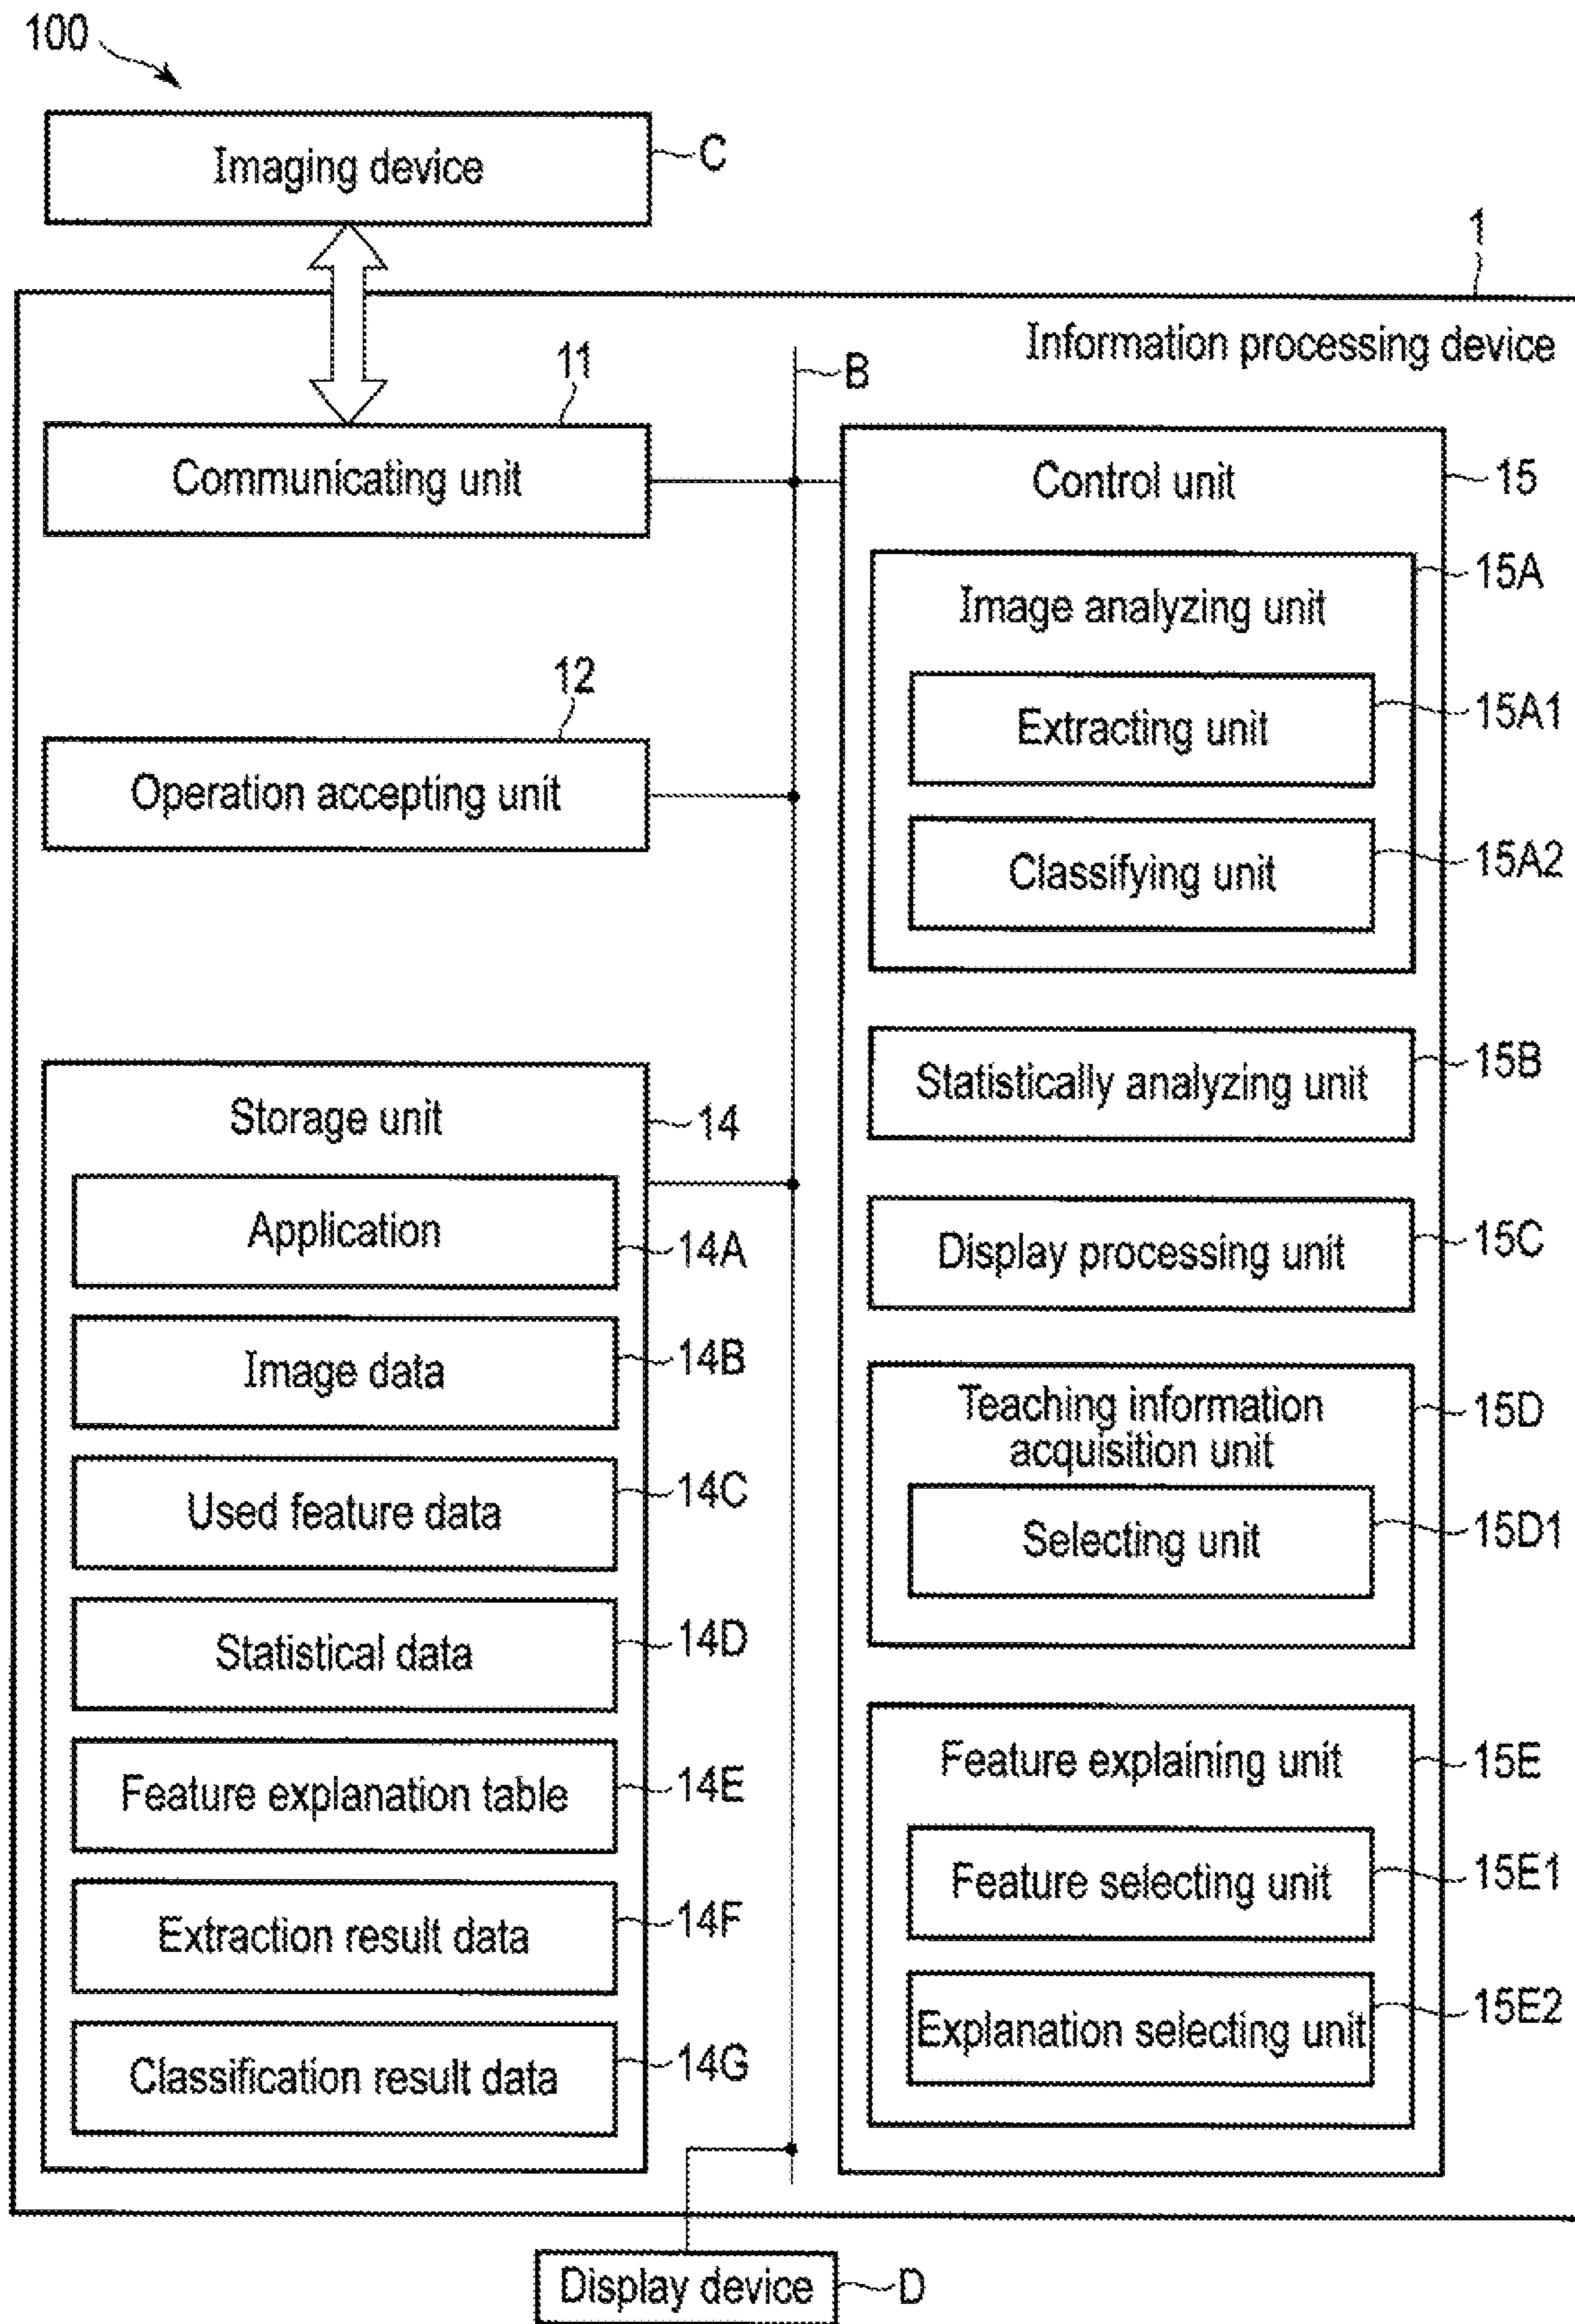 100
Imaging device
C
1
Information processing device
B
11
Communicating unit
12
Operation accepting unit
Storage unit
14
Application
14A
Image data
14B
Used feature data
14C
Statistical data
14D
Feature explanation table
14E
Extraction result data
14F
Classification result data
14G
Control unit
15
Image analyzing unit
15A
Extracting unit
15A1
Classifying unit
15A2
Statistically analyzing unit
15B
Display processing unit
15C
Teaching information
acquisition unit
15D
Selecting unit
15D1
Feature explaining unit
15E
Feature selecting unit
15E1
Explanation selecting unit
15E2
Display device
D